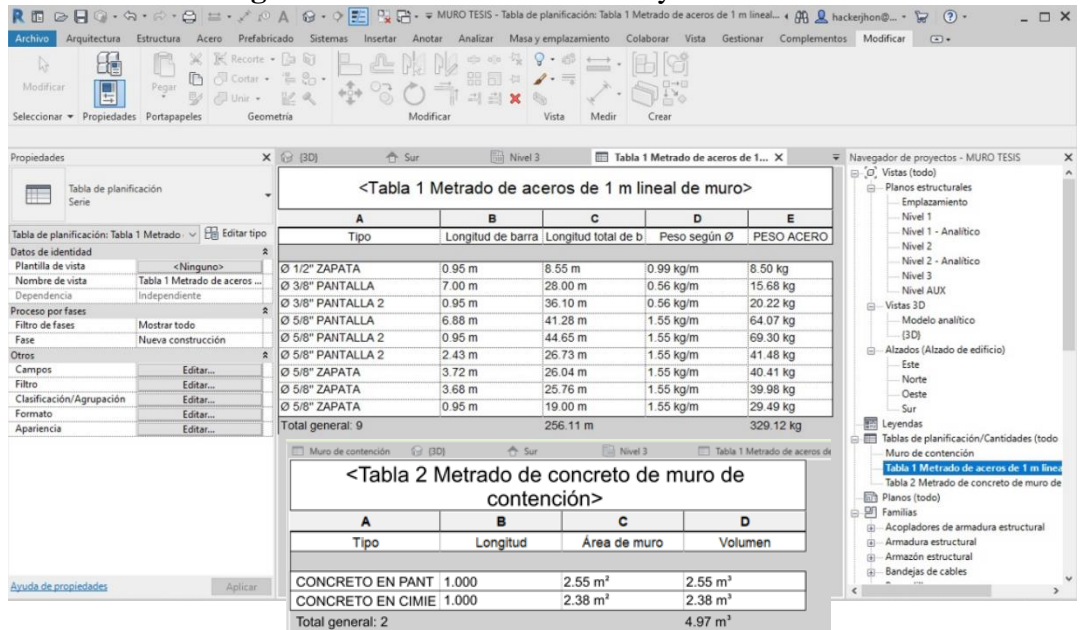 MURO TESIS - Tabla de planificación: Tabla 1 Metrado de aceros de 1 m lineal... hackerjhon@...
Archivo Arquitectura Estructura Acero Prefabricado Sistemas Insertar Anotar Analizar Masa y emplazamiento Colaborar Vista Gestionar Complementos Modificar
Modificar Pegar Recorte
Cortar
Unir
Seleccionar Propiedades Portapapeles Geometría Modificar Vista Medir Crear
Propiedades
Tabla de planificación
Serie
Tabla de planificación: Tabla 1 Metrado Editar tipo
Datos de identidad
Plantilla de vista <Ninguno>
Nombre de vista Tabla 1 Metrado de aceros ...
Dependencia Independiente
Proceso por fases
Filtro de fases Mostrar todo
Fase Nueva construcción
Otros
Campos Editar...
Filtro Editar...
Clasificación/Agrupación Editar...
Formato Editar...
Apariencia Editar...
Ayuda de propiedades Aplicar
{3D} Sur Nivel 3 Tabla 1 Metrado de aceros de 1... X
<Tabla 1 Metrado de aceros de 1 m lineal de muro>
A B C D E
Tipo Longitud de barra Longitud total de b Peso según Ø PESO ACERO
Ø 1/2" ZAPATA 0.95 m 8.55 m 0.99 kg/m 8.50 kg
Ø 3/8" PANTALLA 7.00 m 28.00 m 0.56 kg/m 15.68 kg
Ø 3/8" PANTALLA 2 0.95 m 36.10 m 0.56 kg/m 20.22 kg
Ø 5/8" PANTALLA 6.88 m 41.28 m 1.55 kg/m 64.07 kg
Ø 5/8" PANTALLA 2 0.95 m 44.65 m 1.55 kg/m 69.30 kg
Ø 5/8" PANTALLA 2 2.43 m 26.73 m 1.55 kg/m 41.48 kg
Ø 5/8" ZAPATA 3.72 m 26.04 m 1.55 kg/m 40.41 kg
Ø 5/8" ZAPATA 3.68 m 25.76 m 1.55 kg/m 39.98 kg
Ø 5/8" ZAPATA 0.95 m 19.00 m 1.55 kg/m 29.49 kg
Total general: 9 256.11 m 329.12 kg
Muro de contención {3D} Sur Nivel 3 Tabla 1 Metrado de aceros de
<Tabla 2 Metrado de concreto de muro de
contención>
A B C D
Tipo Longitud Área de muro Volumen
CONCRETO EN PANT 1.000 2.55 m² 2.55 m³
CONCRETO EN CIMIE 1.000 2.38 m² 2.38 m³
Total general: 2 4.97 m³
Navegador de proyectos - MURO TESIS
Vistas (todo)
Planos estructurales
Emplazamiento
Nivel 1
Nivel 1 - Analítico
Nivel 2
Nivel 2 - Analítico
Nivel 3
Nivel AUX
Vistas 3D
Modelo analítico
{3D}
Alzados (Alzado de edificio)
Este
Norte
Oeste
Sur
Leyendas
Tablas de planificación/Cantidades (todo
Muro de contención
Tabla 1 Metrado de aceros de 1 m linea
Tabla 2 Metrado de concreto de muro de
Planos (todo)
Familias
Acopladores de armadura estructural
Armadura estructural
Armazón estructural
Bandejas de cables